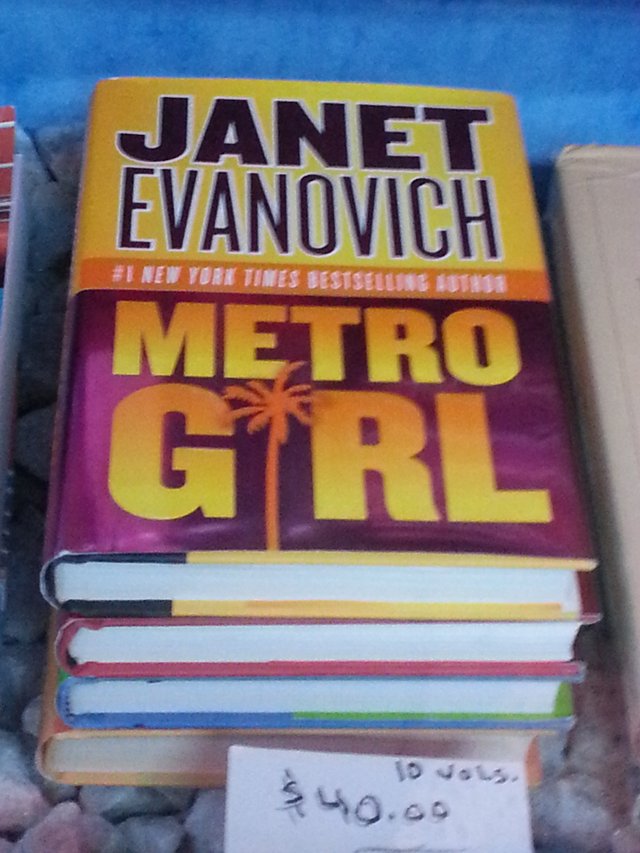 JANET
EVANOVICH
#1 NEW YORK TIMES BESTSELLING AUTHOR
METRO
GIRL
10 VOLS.
$40.00